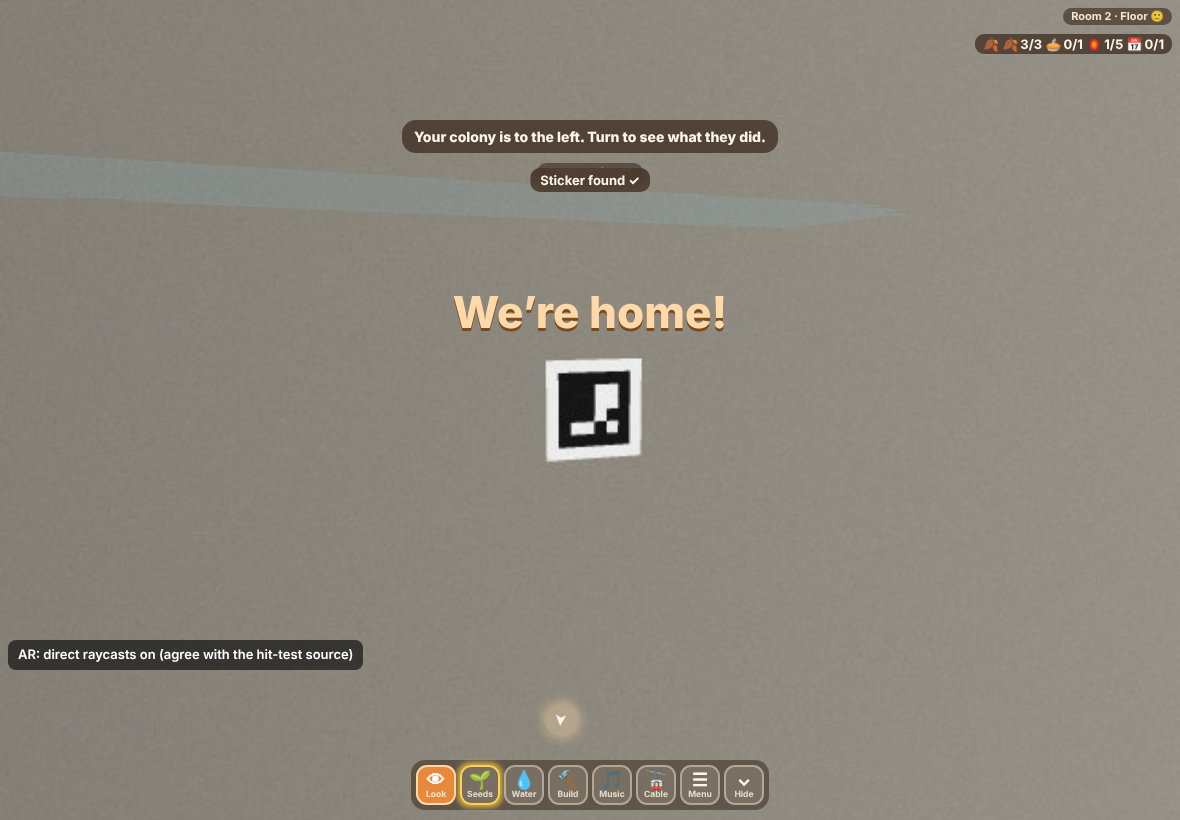 Room 2 · Floor 🙂
3/3 0/1 1/5 0/1
Your colony is to the left. Turn to see what they did.
Sticker found ✓
We’re home!
AR: direct raycasts on (agree with the hit-test source)
Look Seeds Water Build Music Cable Menu Hide